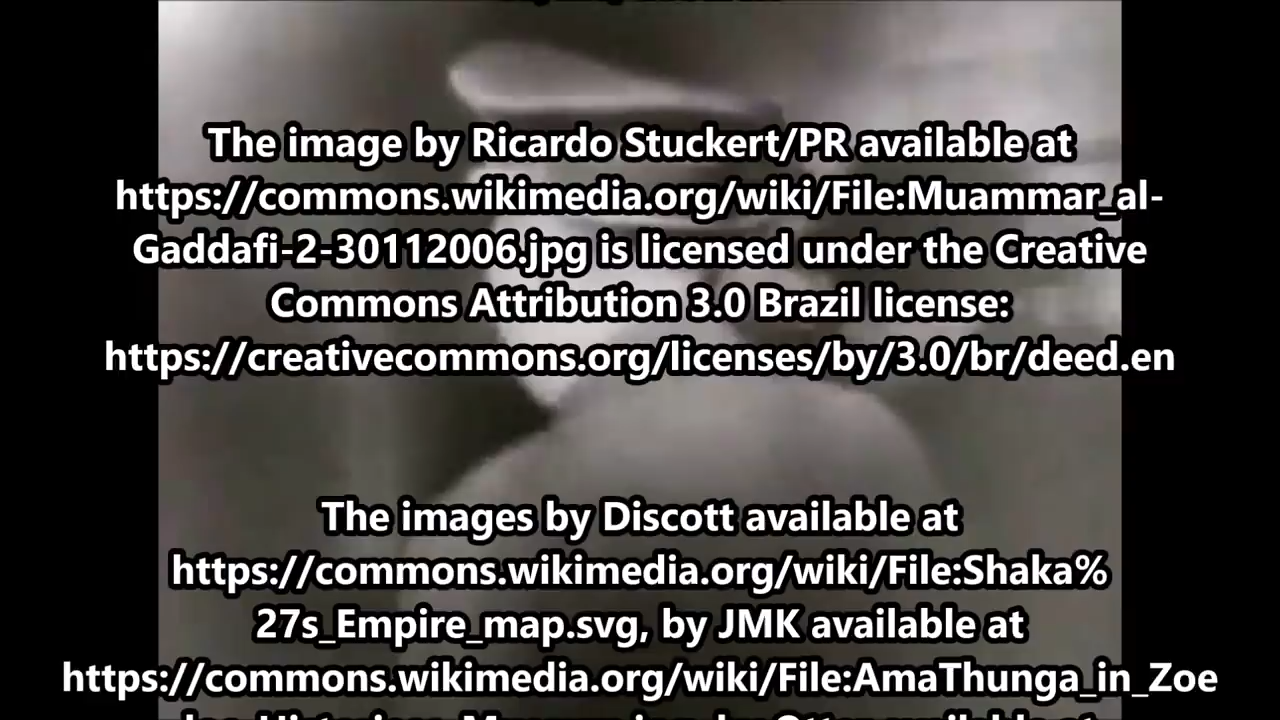 The image by Ricardo Stuckert/PR available at
https://commons.wikimedia.org/wiki/File:Muammar_al-
Gaddafi-2-30112006.jpg is licensed under the Creative
Commons Attribution 3.0 Brazil license:
https://creativecommons.org/licenses/by/3.0/br/deed.en
The images by Discott available at
https://commons.wikimedia.org/wiki/File:Shaka%
27s_Empire_map.svg, by JMK available at
https://commons.wikimedia.org/wiki/File:AmaThunga_in_Zoe